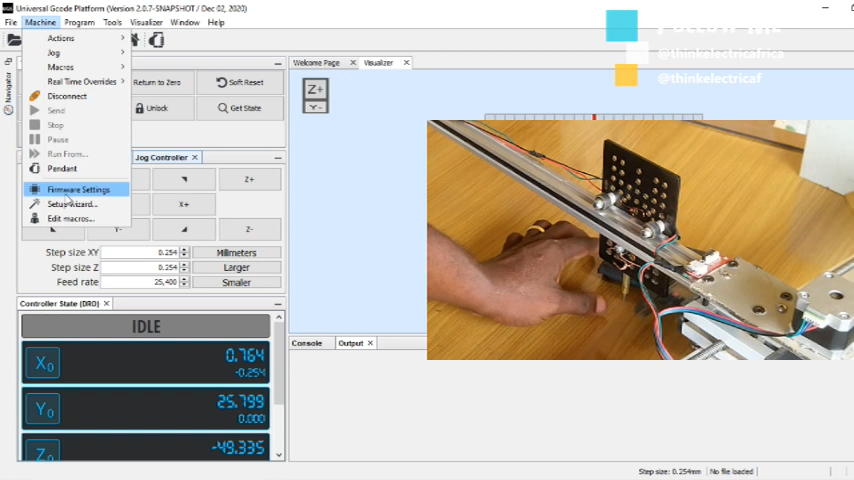 Universal Gcode Platform (Version 2.0.7-SNAPSHOT / Dec 02, 2020)
File Machine Program Tools Visualizer Window Help
Actions
Jog
Macros
Real Time Overrides
Disconnect
Send
Stop
Pause
Run From...
Pendant
Firmware Settings
Setup wizard...
Edit macros...
Navigator
Return to Zero
Soft Reset
Unlock
Get State
Jog Controller
Z+
X+
Y-
Z-
Step size XY 0.254 Millimeters
Step size Z 0.254 Larger
Feed rate 25,400 Smaller
Controller State (DRO)
IDLE
X0 0.764
-0.254
Y0 25.799
0.000
Z0 -49.335
Welcome Page Visualizer
Z+
Y-
Console Output
Follow Me
@thinkelectricafrica
@thinkelectricaf
Step size: 0.254mm No file loaded